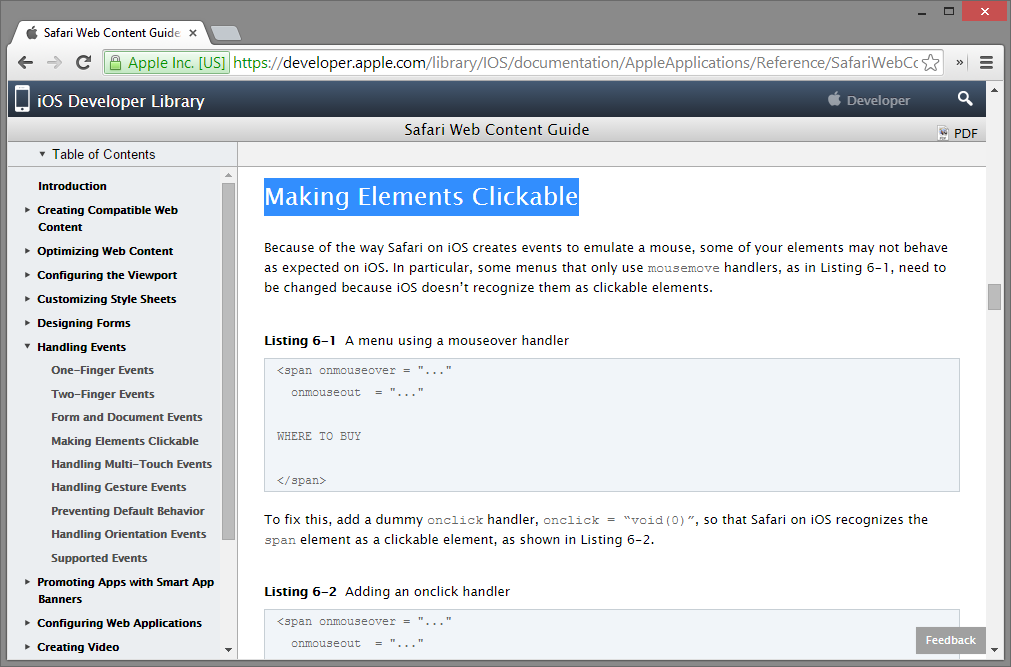 Safari Web Content Guide
Apple Inc. [US] https://developer.apple.com/library/IOS/documentation/AppleApplications/Reference/SafariWebCc
iOS Developer Library
Developer
Safari Web Content Guide
PDF
Table of Contents
Introduction
Creating Compatible Web
Content
Optimizing Web Content
Configuring the Viewport
Customizing Style Sheets
Designing Forms
Handling Events
One-Finger Events
Two-Finger Events
Form and Document Events
Making Elements Clickable
Handling Multi-Touch Events
Handling Gesture Events
Preventing Default Behavior
Handling Orientation Events
Supported Events
Promoting Apps with Smart App
Banners
Configuring Web Applications
Creating Video
Making Elements Clickable
Because of the way Safari on iOS creates events to emulate a mouse, some of your elements may not behave
as expected on iOS. In particular, some menus that only use mousemove handlers, as in Listing 6-1, need to
be changed because iOS doesn’t recognize them as clickable elements.
Listing 6-1 A menu using a mouseover handler
<span onmouseover = "..."
onmouseout = "..."
WHERE TO BUY
</span>
To fix this, add a dummy onclick handler, onclick = “void(0)”, so that Safari on iOS recognizes the
span element as a clickable element, as shown in Listing 6-2.
Listing 6-2 Adding an onclick handler
<span onmouseover = "..."
onmouseout = "..."
Feedback